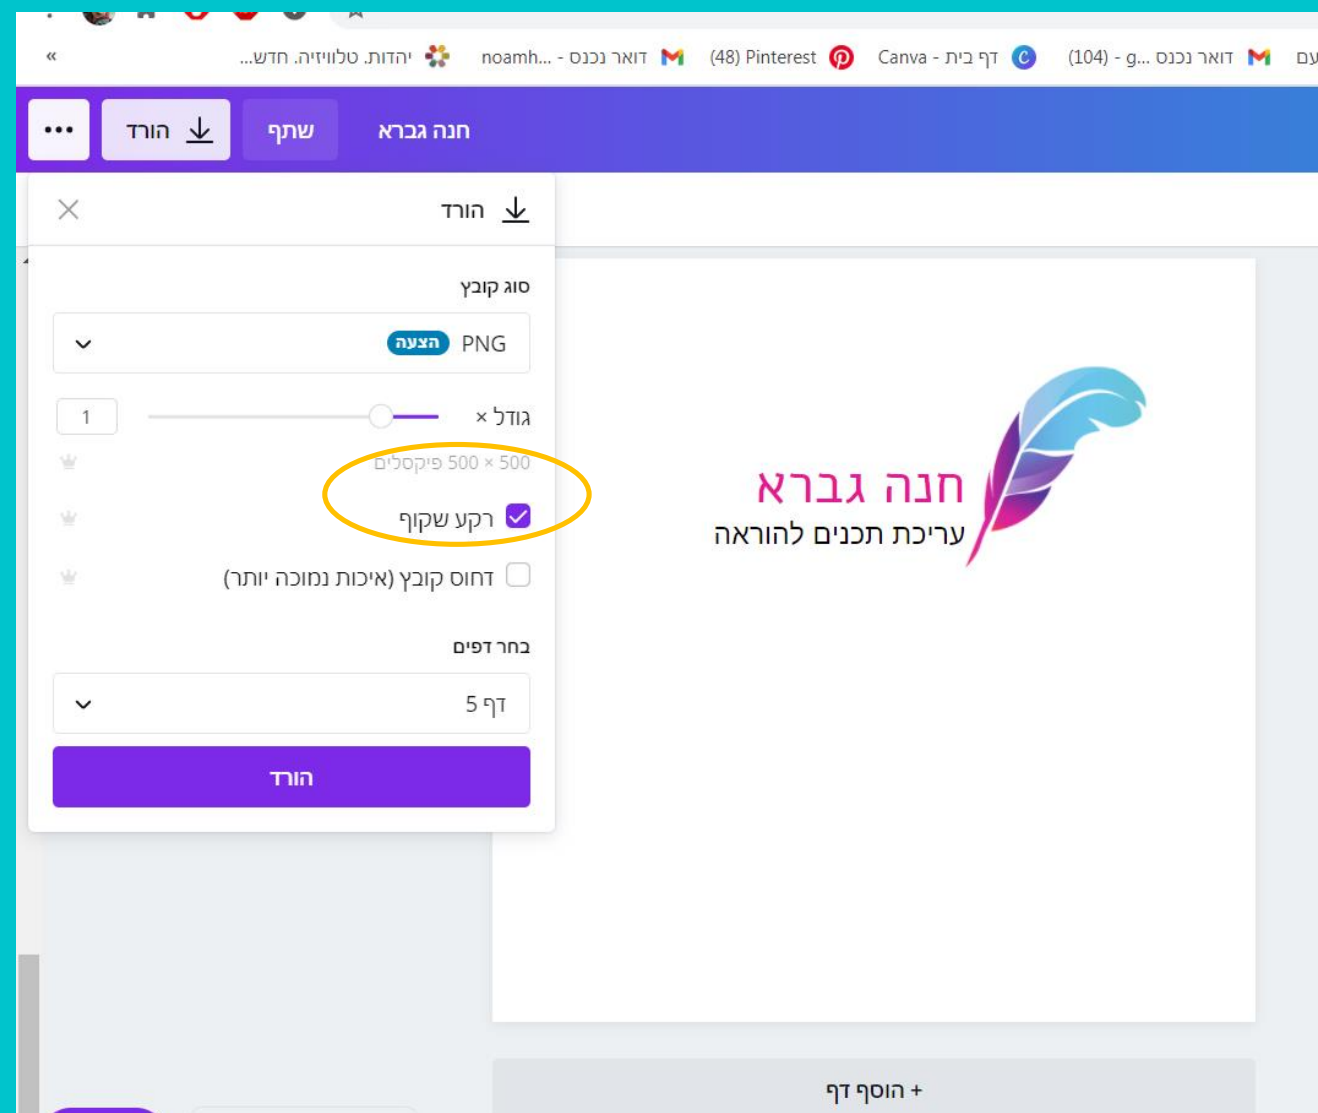 עם
דואר נכנס ...g - (104)
דף בית - Canva
(48) Pinterest
דואר נכנס - ...noamh
יהדות. טלוויזיה. חדש...
»
חנה גברא
שתף
הורד
הורד
סוג קובץ
PNG הצעה
גודל ×
1
500 × 500 פיקסלים
רקע שקוף
דחוס קובץ (איכות נמוכה יותר)
בחר דפים
דף 5
הורד
חנה גברא
עריכת תכנים להוראה
+ הוסף דף